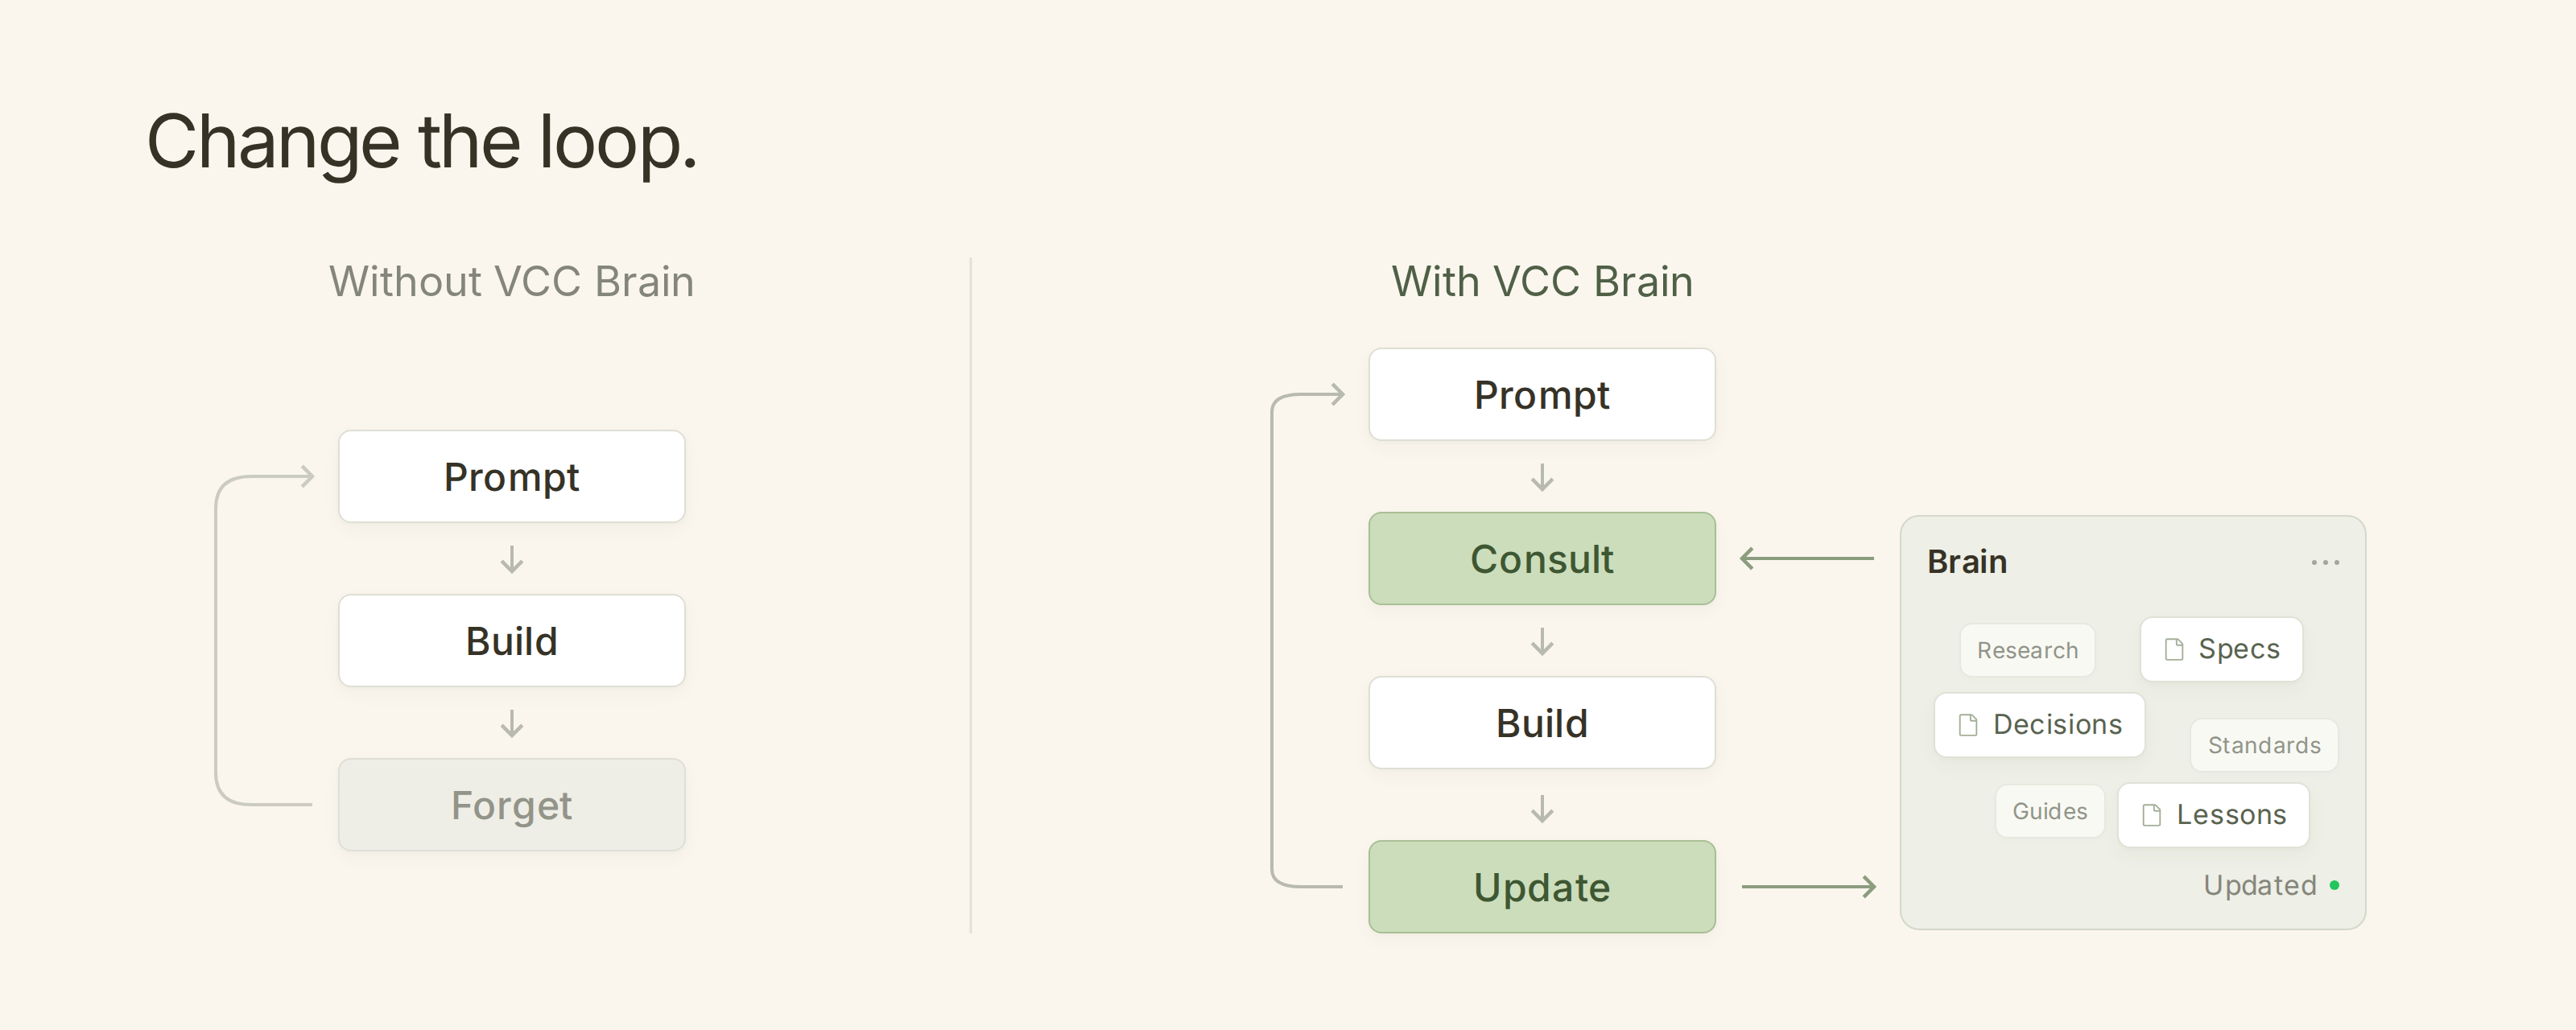 Change the loop.
Without VCC Brain
Prompt
Build
Forget
With VCC Brain
Prompt
Consult
Build
Update
Brain
Research
Specs
Decisions
Standards
Guides
Lessons
Updated